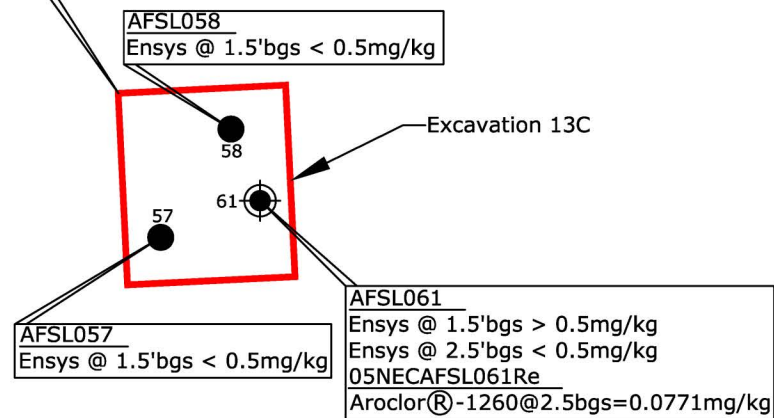 AFSL058
Ensys @ 1.5'bgs < 0.5mg/kg
Excavation 13C
58
61
57
AFSL061
Ensys @ 1.5'bgs > 0.5mg/kg
Ensys @ 2.5'bgs < 0.5mg/kg
05NECAFSL061Re
Aroclor®-1260@2.5bgs=0.0771mg/kg
AFSL057
Ensys @ 1.5'bgs < 0.5mg/kg